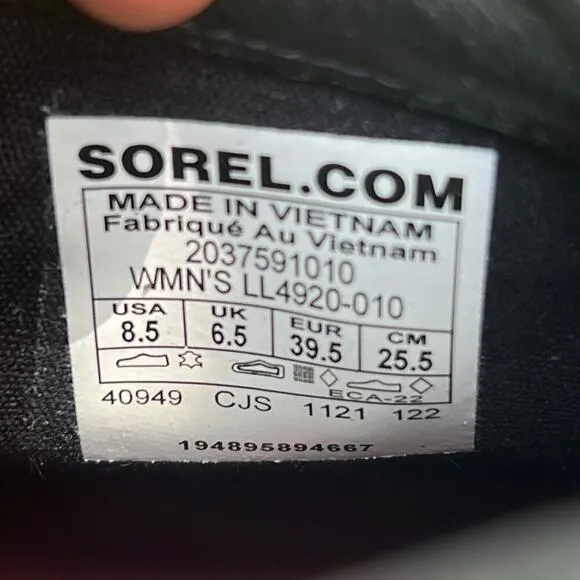 SOREL.COM
MADE IN VIETNAM
Fabriqué Au Vietnam
2037591010
WMN'S LL4920-010
USA UK EUR CM
8.5 6.5 39.5 25.5
ECA-22
40949 CJS 1121 122
194895894667